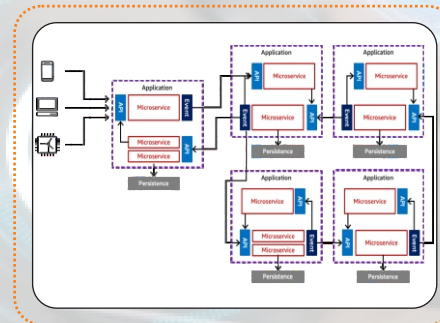 Application
API
Microservice
Event
Microservice
Microservice
API
Persistence
Application
API
Microservice
Event
Microservice
API
Persistence
Application
API
Microservice
Event
Microservice
API
Persistence
Application
Microservice
API
API
Microservice
Microservice
Event
Persistence
Application
Microservice
API
API
Microservice
Event
Persistence